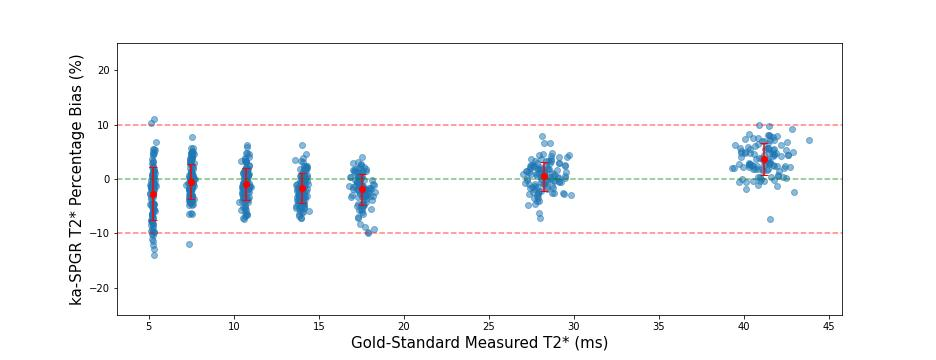 ka-SPGR T2* Percentage Bias (%)
20
10
0
−10
−20
5 10 15 20 25 30 35 40 45
Gold-Standard Measured T2* (ms)